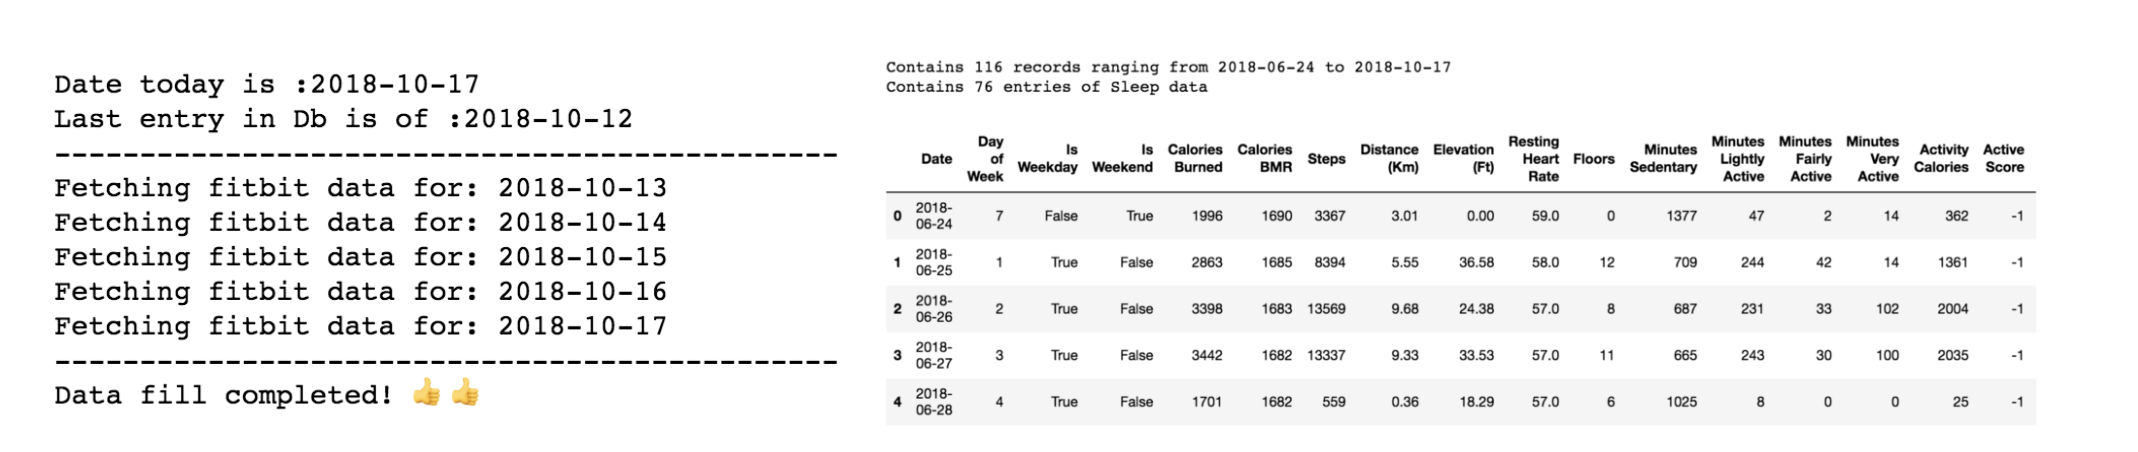 Date today is :2018-10-17
Last entry in Db is of :2018-10-12
----------------------------------------------
Fetching fitbit data for: 2018-10-13
Fetching fitbit data for: 2018-10-14
Fetching fitbit data for: 2018-10-15
Fetching fitbit data for: 2018-10-16
Fetching fitbit data for: 2018-10-17
----------------------------------------------
Data fill completed! 👍👍
Contains 116 records ranging from 2018-06-24 to 2018-10-17
Contains 76 entries of Sleep data
Date Day of Week Is Weekday Is Weekend Calories Burned Calories BMR Steps Distance (Km) Elevation (Ft) Resting Heart Rate Floors Minutes Sedentary Minutes Lightly Active Minutes Fairly Active Minutes Very Active Activity Calories Active Score
0 2018-06-24 7 False True 1996 1690 3367 3.01 0.00 59.0 0 1377 47 2 14 362 -1
1 2018-06-25 1 True False 2863 1685 8394 5.55 36.58 58.0 12 709 244 42 14 1361 -1
2 2018-06-26 2 True False 3398 1683 13569 9.68 24.38 57.0 8 687 231 33 102 2004 -1
3 2018-06-27 3 True False 3442 1682 13337 9.33 33.53 57.0 11 665 243 30 100 2035 -1
4 2018-06-28 4 True False 1701 1682 559 0.36 18.29 57.0 6 1025 8 0 0 25 -1